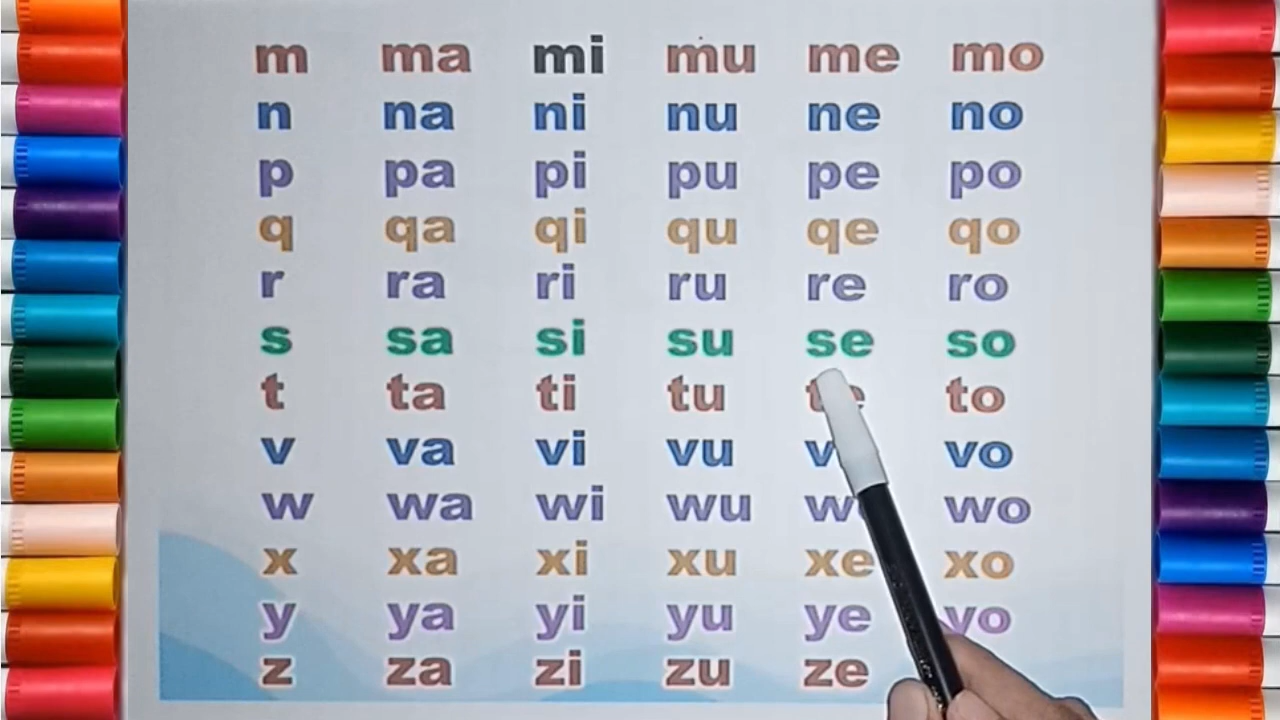 m ma mi mu me mo
n na ni nu ne no
p pa pi pu pe po
q qa qi qu qe qo
r ra ri ru re ro
s sa si su se so
t ta ti tu te to
v va vi vu vo
w wa wi wu wo
x xa xi xu xe xo
y ya yi yu ye yo
z za zi zu ze